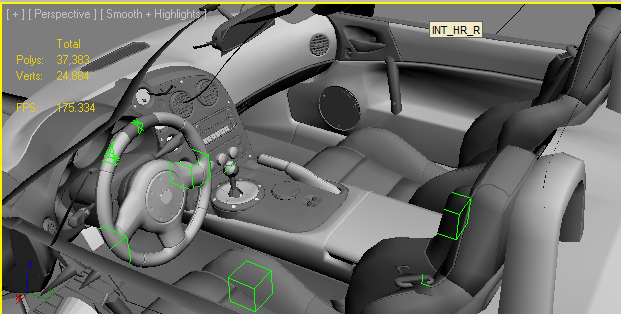 [ + ] [ Perspective ] [ Smooth + Highlights ]
INT_HR_R
Total
Polys: 37,383
Verts: 24,884
FPS: 175.334